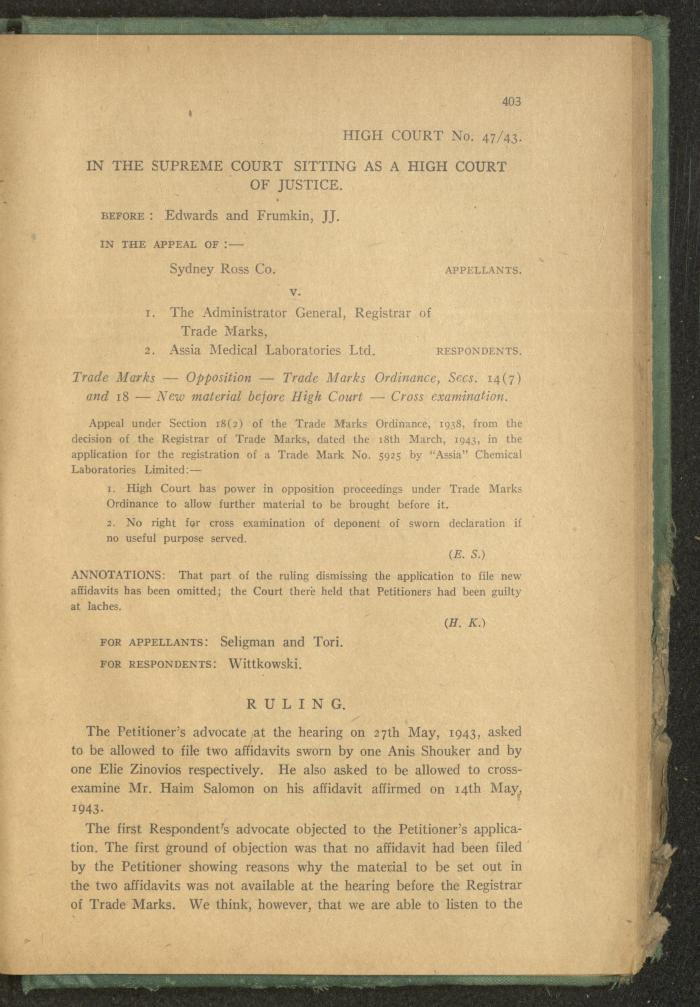 403
HIGH COURT No. 47/43.
IN THE SUPREME COURT SITTING AS A HIGH COURT
OF JUSTICE.
BEFORE : Edwards and Frumkin, JJ.
IN THE APPEAL OF :—
Sydney Ross Co. APPELLANTS.
v.
1. The Administrator General, Registrar of
Trade Marks,
2. Assia Medical Laboratories Ltd. RESPONDENTS.
Trade Marks — Opposition — Trade Marks Ordinance, Secs. 14(7)
and 18 — New material before High Court — Cross examination.
Appeal under Section 18(2) of the Trade Marks Ordinance, 1938, from the
decision of the Registrar of Trade Marks, dated the 18th March, 1943, in the
application for the registration of a Trade Mark No. 5925 by "Assia" Chemical
Laboratories Limited:—
1. High Court has power in opposition proceedings under Trade Marks
Ordinance to allow further material to be brought before it.
2. No right for cross examination of deponent of sworn declaration if
no useful purpose served.
(E. S.)
ANNOTATIONS: That part of the ruling dismissing the application to file new
affidavits has been omitted; the Court there held that Petitioners had been guilty
at laches.
(H. K.)
FOR APPELLANTS: Seligman and Tori.
FOR RESPONDENTS: Wittkowski.
RULING.
The Petitioner's advocate at the hearing on 27th May, 1943, asked
to be allowed to file two affidavits sworn by one Anis Shouker and by
one Elie Zinovios respectively. He also asked to be allowed to cross-
examine Mr. Haim Salomon on his affidavit affirmed on 14th May,
1943.
The first Respondent's advocate objected to the Petitioner's applica-
tion. The first ground of objection was that no affidavit had been filed
by the Petitioner showing reasons why the material to be set out in
the two affidavits was not available at the hearing before the Registrar
of Trade Marks. We think, however, that we are able to listen to the